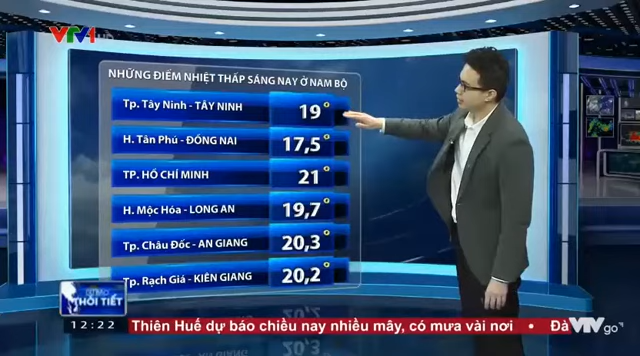 VTV1 HD
NHỮNG ĐIỂM NHIỆT THẤP SÁNG NAY Ở NAM BỘ
Tp. Tây Ninh - TÂY NINH 19°
H. Tân Phú - ĐỒNG NAI 17,5°
TP. HỒ CHÍ MINH 21°
H. Mộc Hóa - LONG AN 19,7°
Tp. Châu Đốc - AN GIANG 20,3°
Tp. Rạch Giá - KIÊN GIANG 20,2°
THỜI TIẾT
12:22 Thiên Huế dự báo chiều nay nhiều mây, có mưa vài nơi • Đà
VTVgo